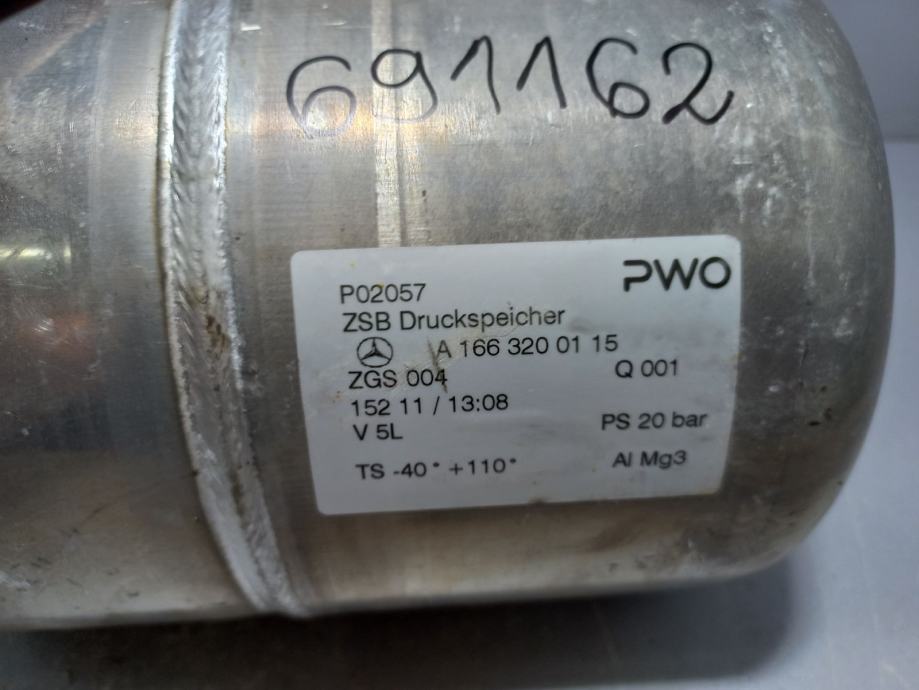 691162
PWO
P02057
ZSB Druckspeicher
A 166 320 01 15
ZGS 004 Q 001
152 11 / 13:08
V 5L PS 20 bar
TS -40° +110° Al Mg3